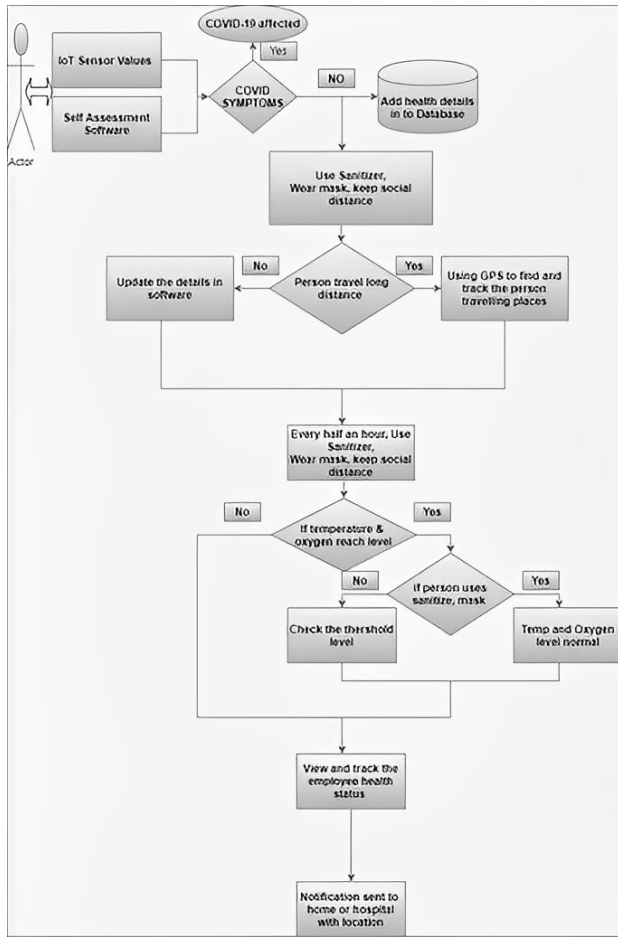 COVID-19 affected
Yes
IoT Sensor Values
COVID
SYMPTOMS
NO
Add health details
in to Database
Self Assessment
Software
Actor
Use Sanitizer,
Wear mask, keep social
distance
No
Yes
Update the details in
software
Person travel long
distance
Using GPS to find and
track the person
travelling places
Every half an hour, Use
Sanitizer,
Wear mask, keep social
distance
No
Yes
If temperature &
oxygen reach level
No
Yes
If person uses
sanitize, mask
Check the thershold
level
Temp and Oxygen
level normal
View and track the
employee health
status
Notification sent to
home or hospital
with location